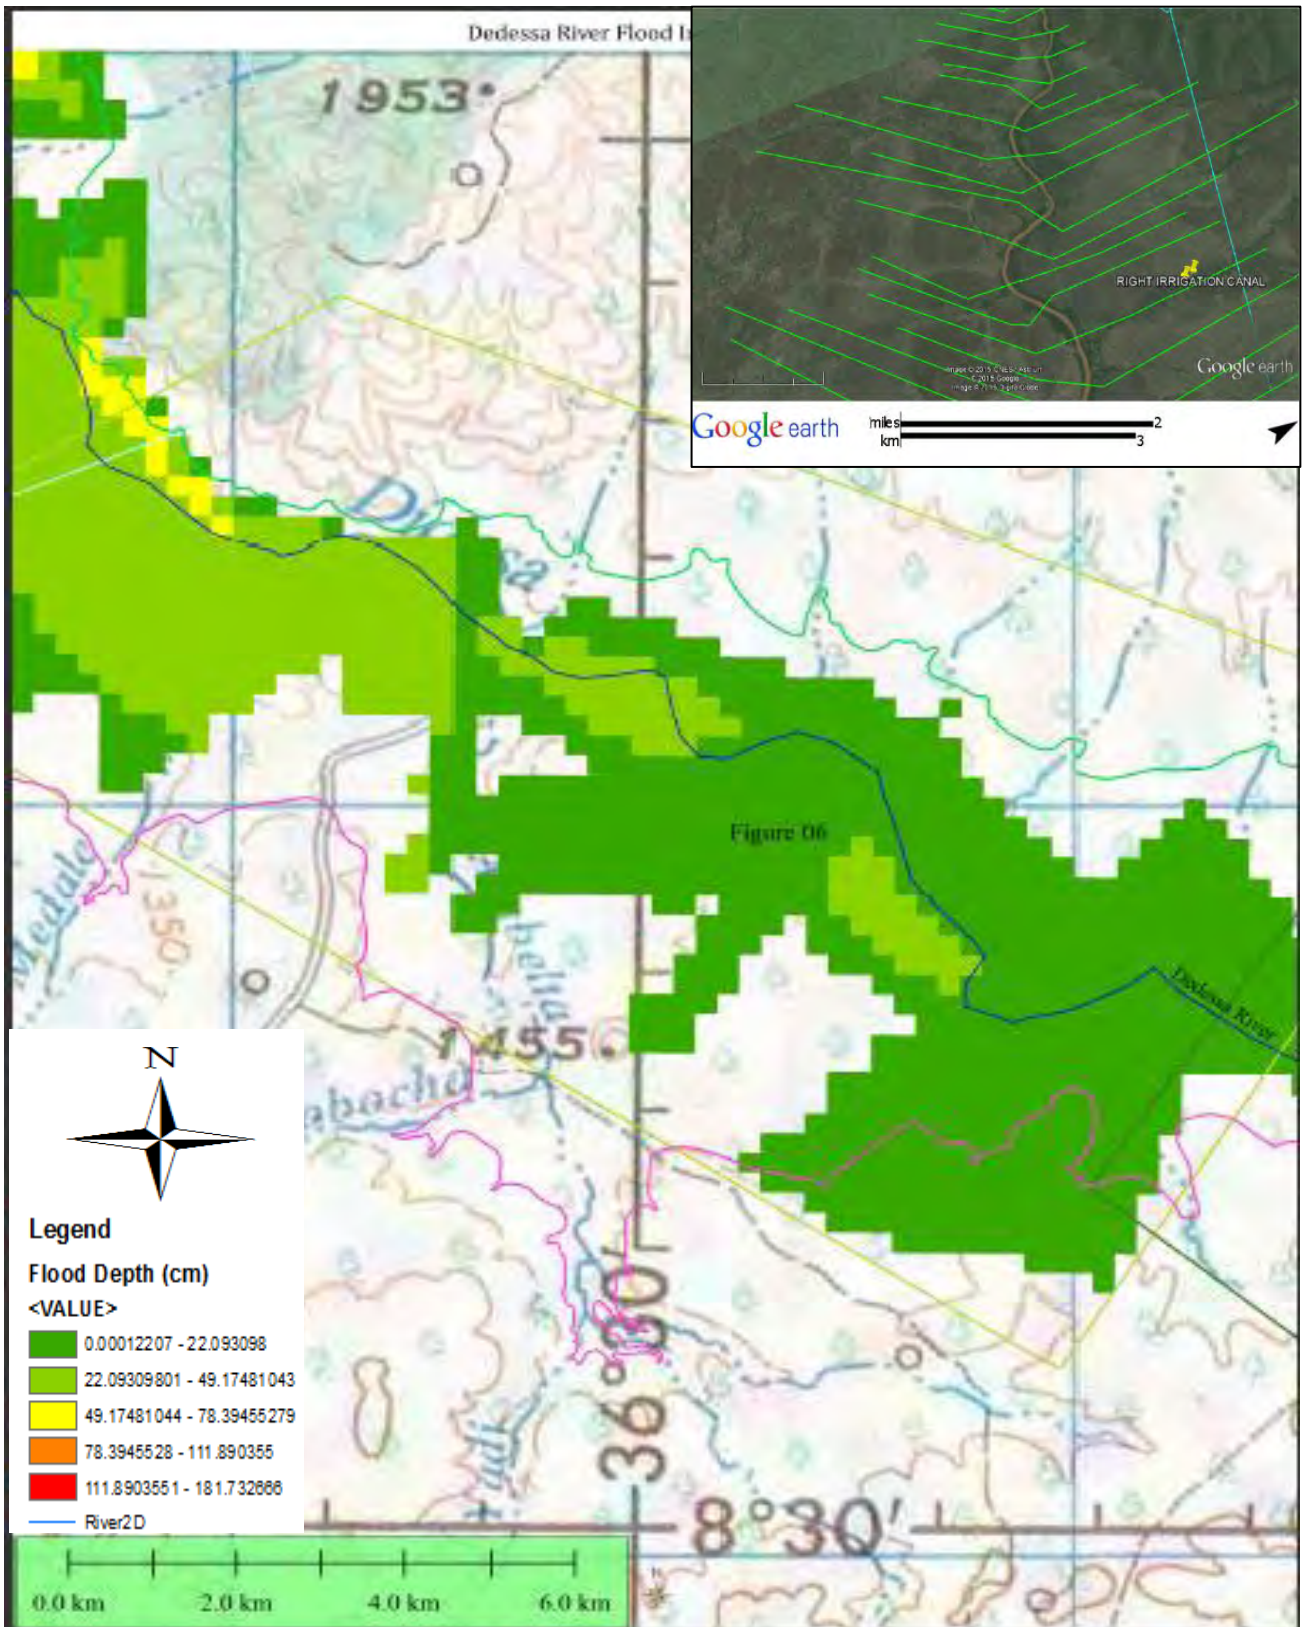 Dedessa River Flood
1953
RIGHT IRRIGATION CANAL
Google earth
Google earth
miles 2
km 3
Figure 06
Medale
1350
1455
Dedessa River
N
Legend
Flood Depth (cm)
<VALUE>
0.00012207 - 22.093098
22.09309801 - 49.17481043
49.17481044 - 78.39455279
78.3945528 - 111.890355
111.8903551 - 181.732666
River2D
36°30'
8°30'
0.0 km 2.0 km 4.0 km 6.0 km